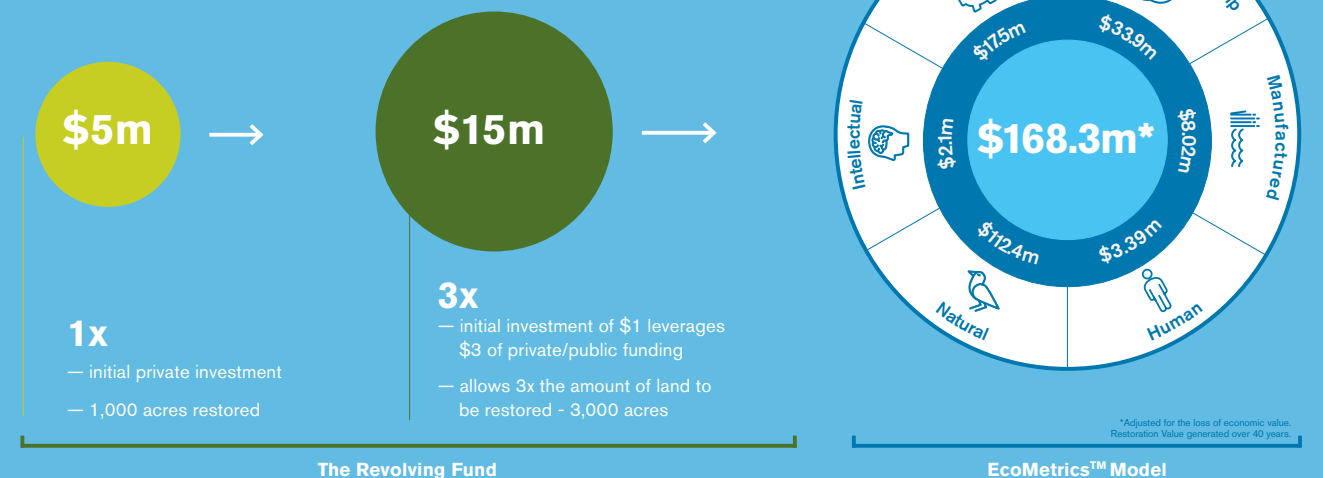 $5m
$15m
1x
— initial private investment
— 1,000 acres restored
3x
— initial investment of $1 leverages
$3 of private/public funding
— allows 3x the amount of land to
be restored - 3,000 acres
The Revolving Fund
$17.5m
$33.9m
Manufactured
$8.02m
Intellectual
$2.1m
$168.3m*
$112.4m
$3.39m
Natural
Human
*Adjusted for the loss of economic value.
Restoration Value generated over 40 years.
EcoMetrics™ Model